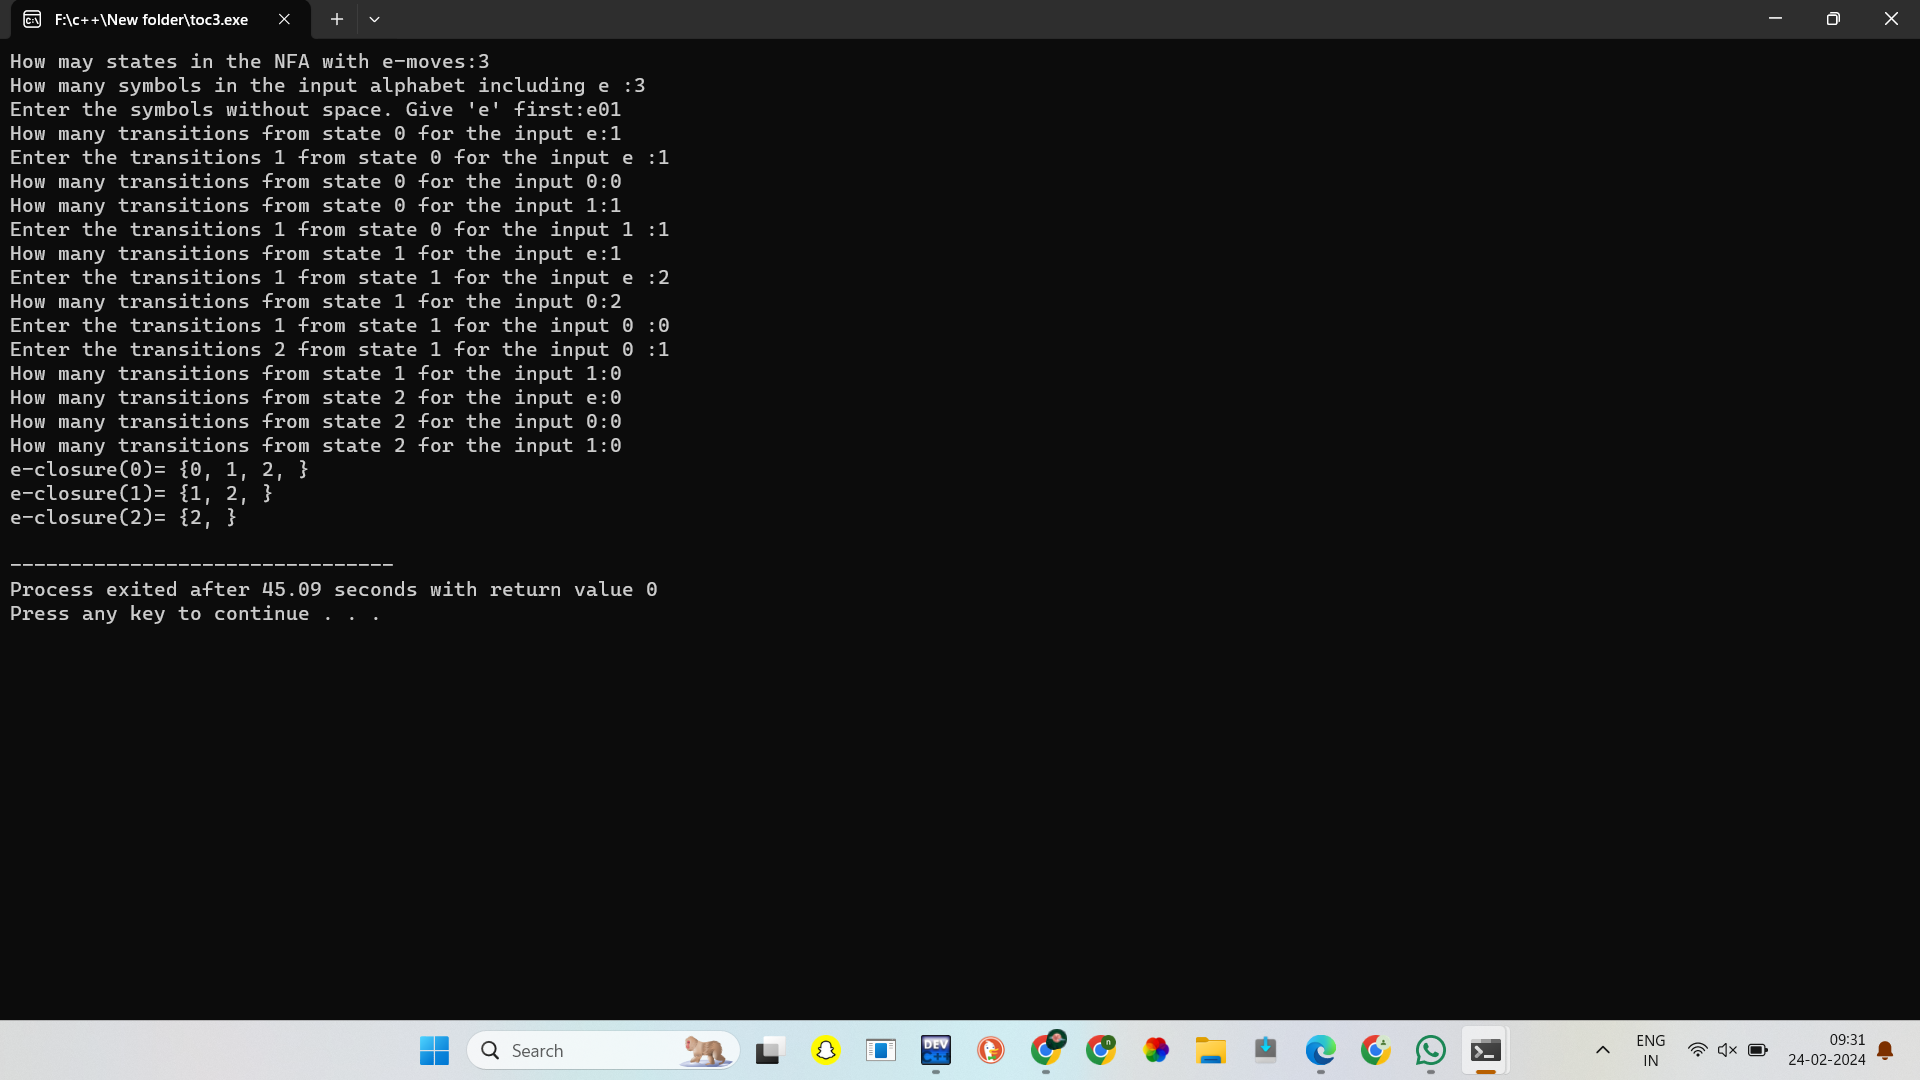 F:\c++\New folder\toc3.exe
How may states in the NFA with e-moves:3
How many symbols in the input alphabet including e :3
Enter the symbols without space. Give 'e' first:e01
How many transitions from state 0 for the input e:1
Enter the transitions 1 from state 0 for the input e :1
How many transitions from state 0 for the input 0:0
How many transitions from state 0 for the input 1:1
Enter the transitions 1 from state 0 for the input 1 :1
How many transitions from state 1 for the input e:1
Enter the transitions 1 from state 1 for the input e :2
How many transitions from state 1 for the input 0:2
Enter the transitions 1 from state 1 for the input 0 :0
Enter the transitions 2 from state 1 for the input 0 :1
How many transitions from state 1 for the input 1:0
How many transitions from state 2 for the input e:0
How many transitions from state 2 for the input 0:0
How many transitions from state 2 for the input 1:0
e-closure(0)= {0, 1, 2, }
e-closure(1)= {1, 2, }
e-closure(2)= {2, }
--------------------------------
Process exited after 45.09 seconds with return value 0
Press any key to continue . . .
Search
DEV
C++
n
ENG
IN
09:31
24-02-2024